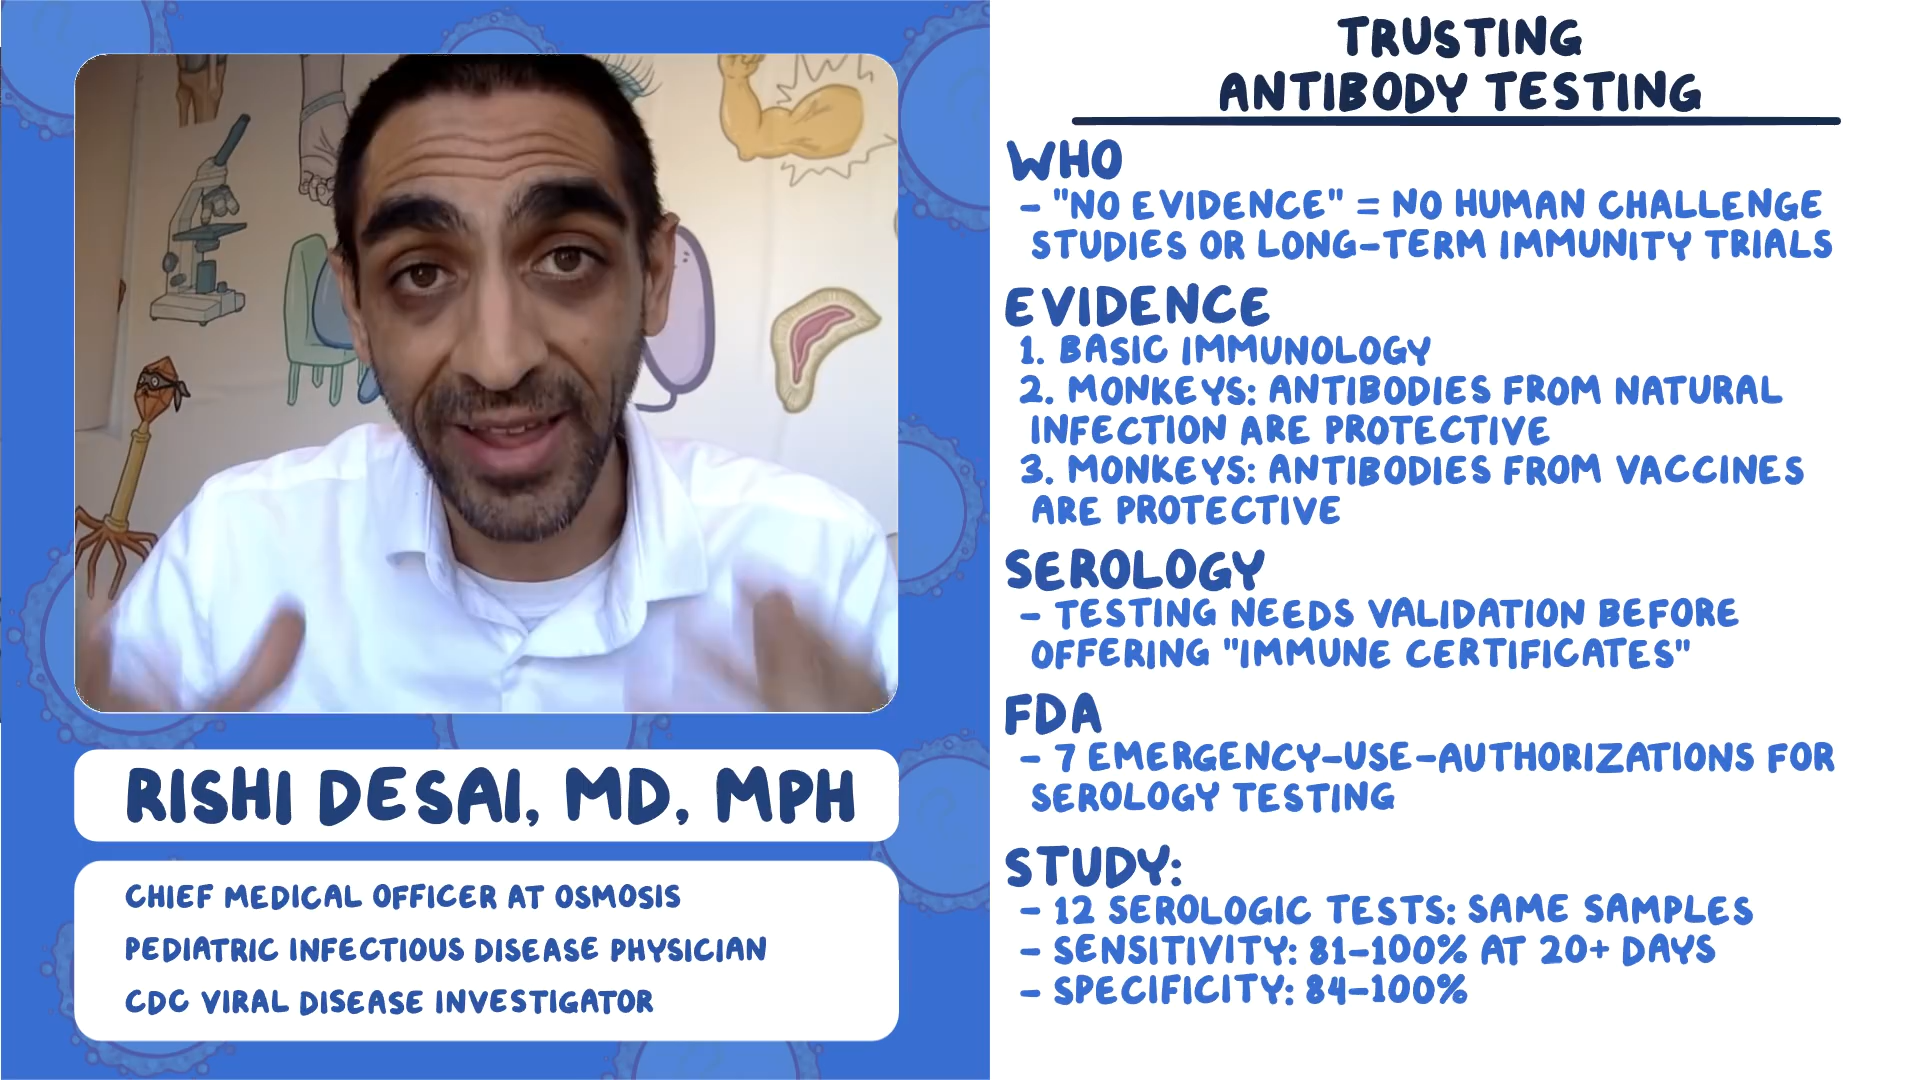 RISHI DESAI, MD, MPH
CHIEF MEDICAL OFFICER AT OSMOSIS
PEDIATRIC INFECTIOUS DISEASE PHYSICIAN
CDC VIRAL DISEASE INVESTIGATOR
TRUSTING
ANTIBODY TESTING
WHO
- "NO EVIDENCE" = NO HUMAN CHALLENGE
STUDIES OR LONG-TERM IMMUNITY TRIALS
EVIDENCE
1. BASIC IMMUNOLOGY
2. MONKEYS: ANTIBODIES FROM NATURAL
INFECTION ARE PROTECTIVE
3. MONKEYS: ANTIBODIES FROM VACCINES
ARE PROTECTIVE
SEROLOGY
- TESTING NEEDS VALIDATION BEFORE
OFFERING "IMMUNE CERTIFICATES"
FDA
- 7 EMERGENCY-USE-AUTHORIZATIONS FOR
SEROLOGY TESTING
STUDY:
- 12 SEROLOGIC TESTS: SAME SAMPLES
- SENSITIVITY: 81-100% AT 20+ DAYS
- SPECIFICITY: 84-100%